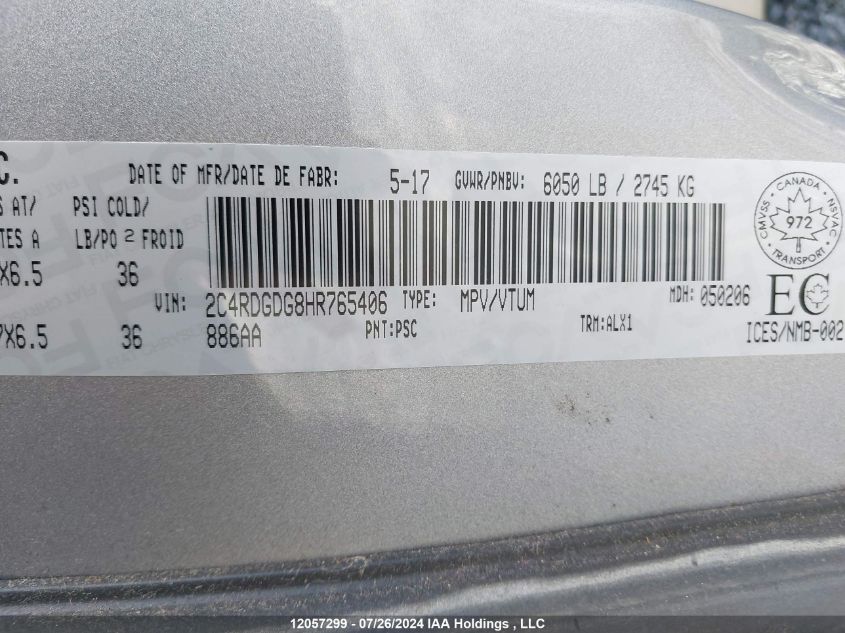 C.
DATE OF MFR/DATE DE FABR: 5-17 GVWR/PNBV: 6050 LB / 2745 KG
S AT/ PSI COLD/
TES A LB/PO 2 FROID
X6.5 36
VIN: 2C4RDGDG8HR765406 TYPE: MPV/VTUM MDH: 050206
7X6.5 36 886AA PNT:PSC TRM:ALX1 ICES/NMB-002
CANADA
CMVSS 972 NSVAC
TRANSPORT
EC
12057299 - 07/26/2024 IAA Holdings , LLC